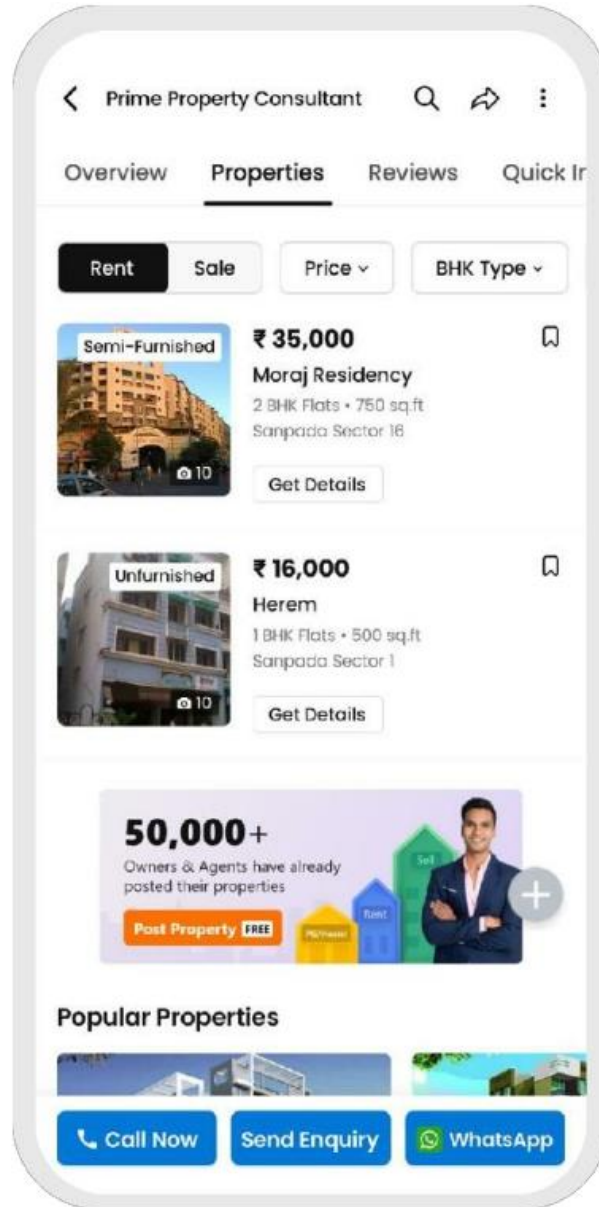 Prime Property Consultant
Overview Properties Reviews Quick In
Rent Sale Price BHK Type
Semi-Furnished
10
₹ 35,000
Moraj Residency
2 BHK Flats • 750 sq.ft
Sanpada Sector 16
Get Details
Unfurnished
10
₹ 16,000
Herem
1 BHK Flats • 500 sq.ft
Sanpada Sector 1
Get Details
50,000+
Owners & Agents have already
posted their properties
Post Property FREE
Rent
Sell
Popular Properties
Call Now Send Enquiry WhatsApp